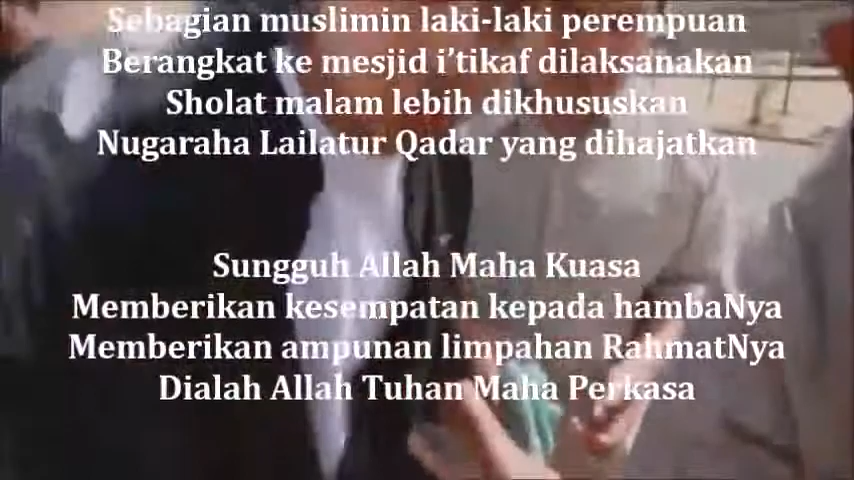 Sebagian muslimin laki-laki perempuan
Berangkat ke mesjid i'tikaf dilaksanakan
Sholat malam lebih dikhususkan
Nugaraha Lailatur Qadar yang dihajatkan
Sungguh Allah Maha Kuasa
Memberikan kesempatan kepada hambaNya
Memberikan ampunan limpahan RahmatNya
Dialah Allah Tuhan Maha Perkasa